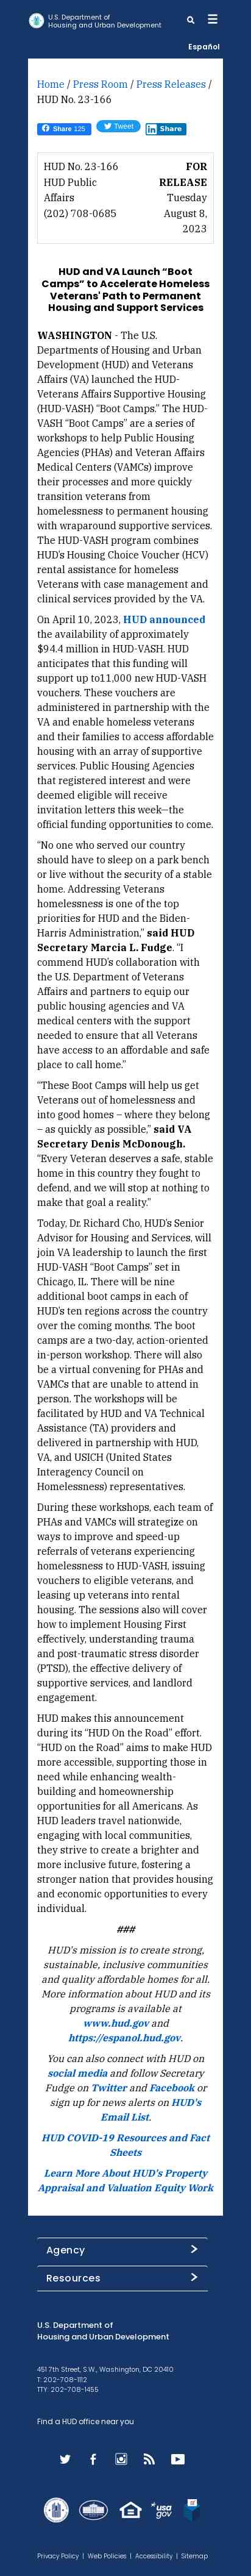 U.S. Department of
Housing and Urban Development
Español
Home / Press Room / Press Releases /
HUD No. 23-166
Share 125
Tweet
Share
HUD No. 23-166
HUD Public
Affairs
(202) 708-0685
FOR
RELEASE
Tuesday
August 8,
2023
HUD and VA Launch “Boot
Camps” to Accelerate Homeless
Veterans' Path to Permanent
Housing and Support Services
WASHINGTON - The U.S.
Departments of Housing and Urban
Development (HUD) and Veterans
Affairs (VA) launched the HUD-
Veterans Affairs Supportive Housing
(HUD-VASH) “Boot Camps.” The HUD-
VASH “Boot Camps” are a series of
workshops to help Public Housing
Agencies (PHAs) and Veteran Affairs
Medical Centers (VAMCs) improve
their processes and more quickly
transition veterans from
homelessness to permanent housing
with wraparound supportive services.
The HUD-VASH program combines
HUD’s Housing Choice Voucher (HCV)
rental assistance for homeless
Veterans with case management and
clinical services provided by the VA.
On April 10, 2023, HUD announced
the availability of approximately
$94.4 million in HUD-VASH. HUD
anticipates that this funding will
support up to11,000 new HUD-VASH
vouchers. These vouchers are
administered in partnership with the
VA and enable homeless veterans
and their families to access affordable
housing with an array of supportive
services. Public Housing Agencies
that registered interest and were
deemed eligible will receive
invitation letters this week—the
official funding opportunities to come.
“No one who served our country
should have to sleep on a park bench
or live without the security of a stable
home. Addressing Veterans
homelessness is one of the top
priorities for HUD and the Biden-
Harris Administration,” said HUD
Secretary Marcia L. Fudge. “I
commend HUD’s collaboration with
the U.S. Department of Veterans
Affairs and partners to equip our
public housing agencies and VA
medical centers with the support
needed to ensure that all Veterans
have access to an affordable and safe
place to call home.”
“These Boot Camps will help us get
Veterans out of homelessness and
into good homes – where they belong
– as quickly as possible,” said VA
Secretary Denis McDonough.
“Every Veteran deserves a safe, stable
home in this country they fought to
defend, and we will stop at nothing to
make that goal a reality.”
Today, Dr. Richard Cho, HUD’s Senior
Advisor for Housing and Services, will
join VA leadership to launch the first
HUD-VASH “Boot Camps” set in
Chicago, IL. There will be nine
additional boot camps in each of
HUD’s ten regions across the country
over the coming months. The boot
camps are a two-day, action-oriented
in-person workshop. There will also
be a virtual convening for PHAs and
VAMCs that are unable to attend in
person. The workshops will be
facilitated by HUD and VA Technical
Assistance (TA) providers and
delivered in partnership with HUD,
VA, and USICH (United States
Interagency Council on
Homelessness) representatives.
During these workshops, each team of
PHAs and VAMCs will strategize on
ways to improve and speed-up
referrals of veterans experiencing
homelessness to HUD-VASH, issuing
vouchers to eligible veterans, and
leasing up veterans into rental
housing. The sessions also will cover
how to implement Housing First
effectively, understanding trauma
and post-traumatic stress disorder
(PTSD), the effective delivery of
supportive services, and landlord
engagement.
HUD makes this announcement
during its “HUD On the Road” effort.
“HUD on the Road” aims to make HUD
more accessible, supporting those in
need while enhancing wealth-
building and homeownership
opportunities for all Americans. As
HUD leaders travel nationwide,
engaging with local communities,
they strive to create a brighter and
more inclusive future, fostering a
stronger nation that provides housing
and economic opportunities to every
individual.
###
HUD's mission is to create strong,
sustainable, inclusive communities
and quality affordable homes for all.
More information about HUD and its
programs is available at
www.hud.gov and
https://espanol.hud.gov.
You can also connect with HUD on
social media and follow Secretary
Fudge on Twitter and Facebook or
sign up for news alerts on HUD's
Email List.
HUD COVID-19 Resources and Fact
Sheets
Learn More About HUD's Property
Appraisal and Valuation Equity Work
Agency
Resources
U.S. Department of
Housing and Urban Development
451 7th Street, S.W., Washington, DC 20410
T: 202-708-1112
TTY: 202-708-1455
Find a HUD office near you
usa
gov
Privacy Policy | Web Policies | Accessibility | Sitemap